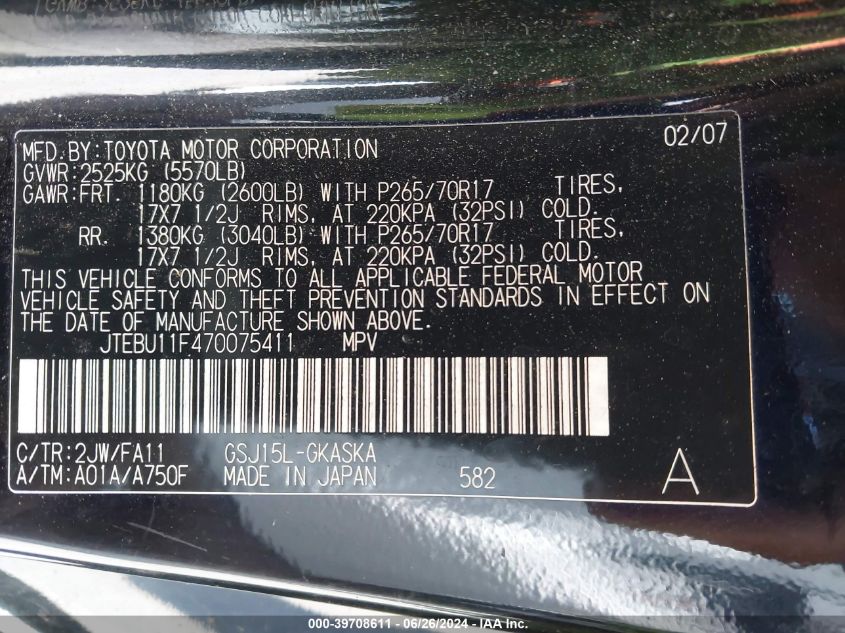 MFD. BY: TOYOTA MOTOR CORPORATION 02/07
GVWR: 2525KG (5570LB)
GAWR: FRT. 1180KG (2600LB) WITH P265/70R17 TIRES,
17X7 1/2J RIMS, AT 220KPA (32PSI) COLD.
RR. 1380KG (3040LB) WITH P265/70R17 TIRES,
17X7 1/2J RIMS, AT 220KPA (32PSI) COLD.
THIS VEHICLE CONFORMS TO ALL APPLICABLE FEDERAL MOTOR
VEHICLE SAFETY AND THEFT PREVENTION STANDARDS IN EFFECT ON
THE DATE OF MANUFACTURE SHOWN ABOVE.
JTEBU11F470075411 MPV
C/TR: 2JW/FA11 GSJ15L-GKASKA
A/TM: A01A/A750F MADE IN JAPAN 582 A
000-39708611 - 06/26/2024 - IAAI.com